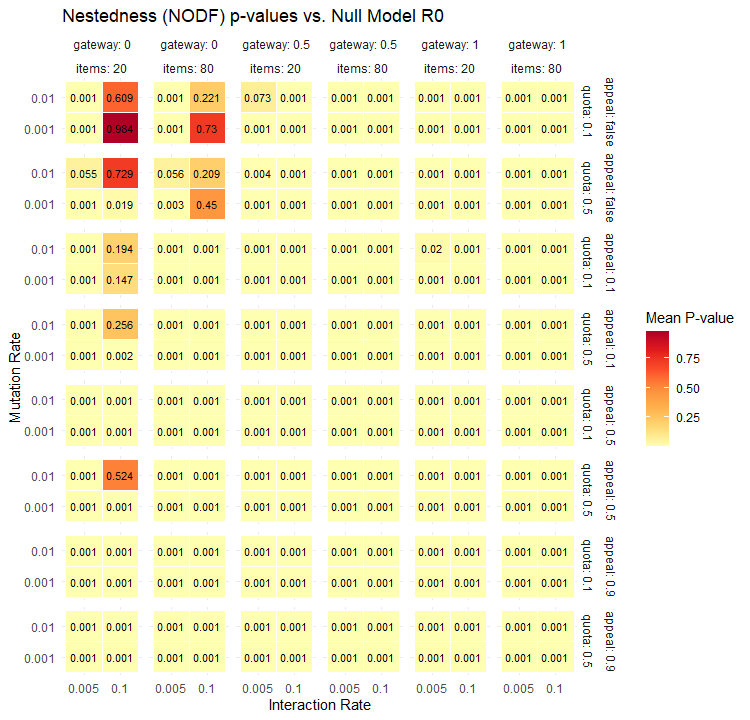 Nestedness (NODF) p-values vs. Null Model R0
gateway: 0 gateway: 0 gateway: 0.5 gateway: 0.5 gateway: 1 gateway: 1
items: 20 items: 80 items: 20 items: 80 items: 20 items: 80
0.01 0.001 0.609 0.001 0.221 0.073 0.001 0.001 0.001 0.001 0.001 0.001 0.001
0.001 0.001 0.984 0.001 0.73 0.001 0.001 0.001 0.001 0.001 0.001 0.001 0.001
quota: 0.1
appeal: false
0.01 0.055 0.729 0.056 0.209 0.004 0.001 0.001 0.001 0.001 0.001 0.001 0.001
0.001 0.001 0.019 0.003 0.45 0.001 0.001 0.001 0.001 0.001 0.001 0.001 0.001
quota: 0.5
appeal: false
0.01 0.001 0.194 0.001 0.001 0.001 0.001 0.001 0.001 0.02 0.001 0.001 0.001
0.001 0.001 0.147 0.001 0.001 0.001 0.001 0.001 0.001 0.001 0.001 0.001 0.001
quota: 0.1
appeal: 0.1
0.01 0.001 0.256 0.001 0.001 0.001 0.001 0.001 0.001 0.001 0.001 0.001 0.001
0.001 0.001 0.002 0.001 0.001 0.001 0.001 0.001 0.001 0.001 0.001 0.001 0.001
quota: 0.5
appeal: 0.1
0.01 0.001 0.001 0.001 0.001 0.001 0.001 0.001 0.001 0.001 0.001 0.001 0.001
0.001 0.001 0.001 0.001 0.001 0.001 0.001 0.001 0.001 0.001 0.001 0.001 0.001
quota: 0.1
appeal: 0.5
0.01 0.001 0.524 0.001 0.001 0.001 0.001 0.001 0.001 0.001 0.001 0.001 0.001
0.001 0.001 0.001 0.001 0.001 0.001 0.001 0.001 0.001 0.001 0.001 0.001 0.001
quota: 0.5
appeal: 0.5
0.01 0.001 0.001 0.001 0.001 0.001 0.001 0.001 0.001 0.001 0.001 0.001 0.001
0.001 0.001 0.001 0.001 0.001 0.001 0.001 0.001 0.001 0.001 0.001 0.001 0.001
quota: 0.1
appeal: 0.9
0.01 0.001 0.001 0.001 0.001 0.001 0.001 0.001 0.001 0.001 0.001 0.001 0.001
0.001 0.001 0.001 0.001 0.001 0.001 0.001 0.001 0.001 0.001 0.001 0.001 0.001
quota: 0.5
appeal: 0.9
0.005 0.1 0.005 0.1 0.005 0.1 0.005 0.1 0.005 0.1 0.005 0.1
Interaction Rate
Mutation Rate
Mean P-value
0.75
0.50
0.25